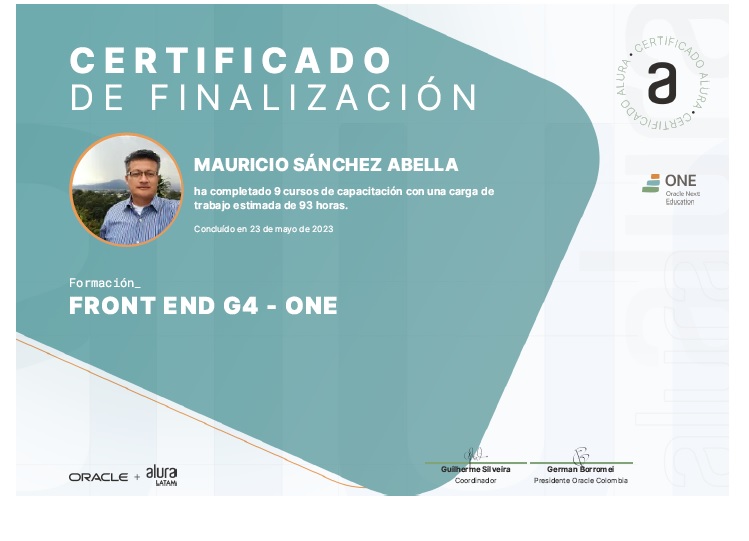 CERTIFICADO
DE FINALIZACIÓN
MAURICIO SÁNCHEZ ABELLA
ha completado 9 cursos de capacitación con una carga de
trabajo estimada de 93 horas.
Concluído en 23 de mayo de 2023
Formación_
FRONT END G4 - ONE
CERTIFICADO ALURA • CERTIFICADO ALURA •
a
ONE
Oracle Next
Education
ORACLE + alura
LATAM
Guilherme Silveira
Coordinador
German Borromei
Presidente Oracle Colombia
alura